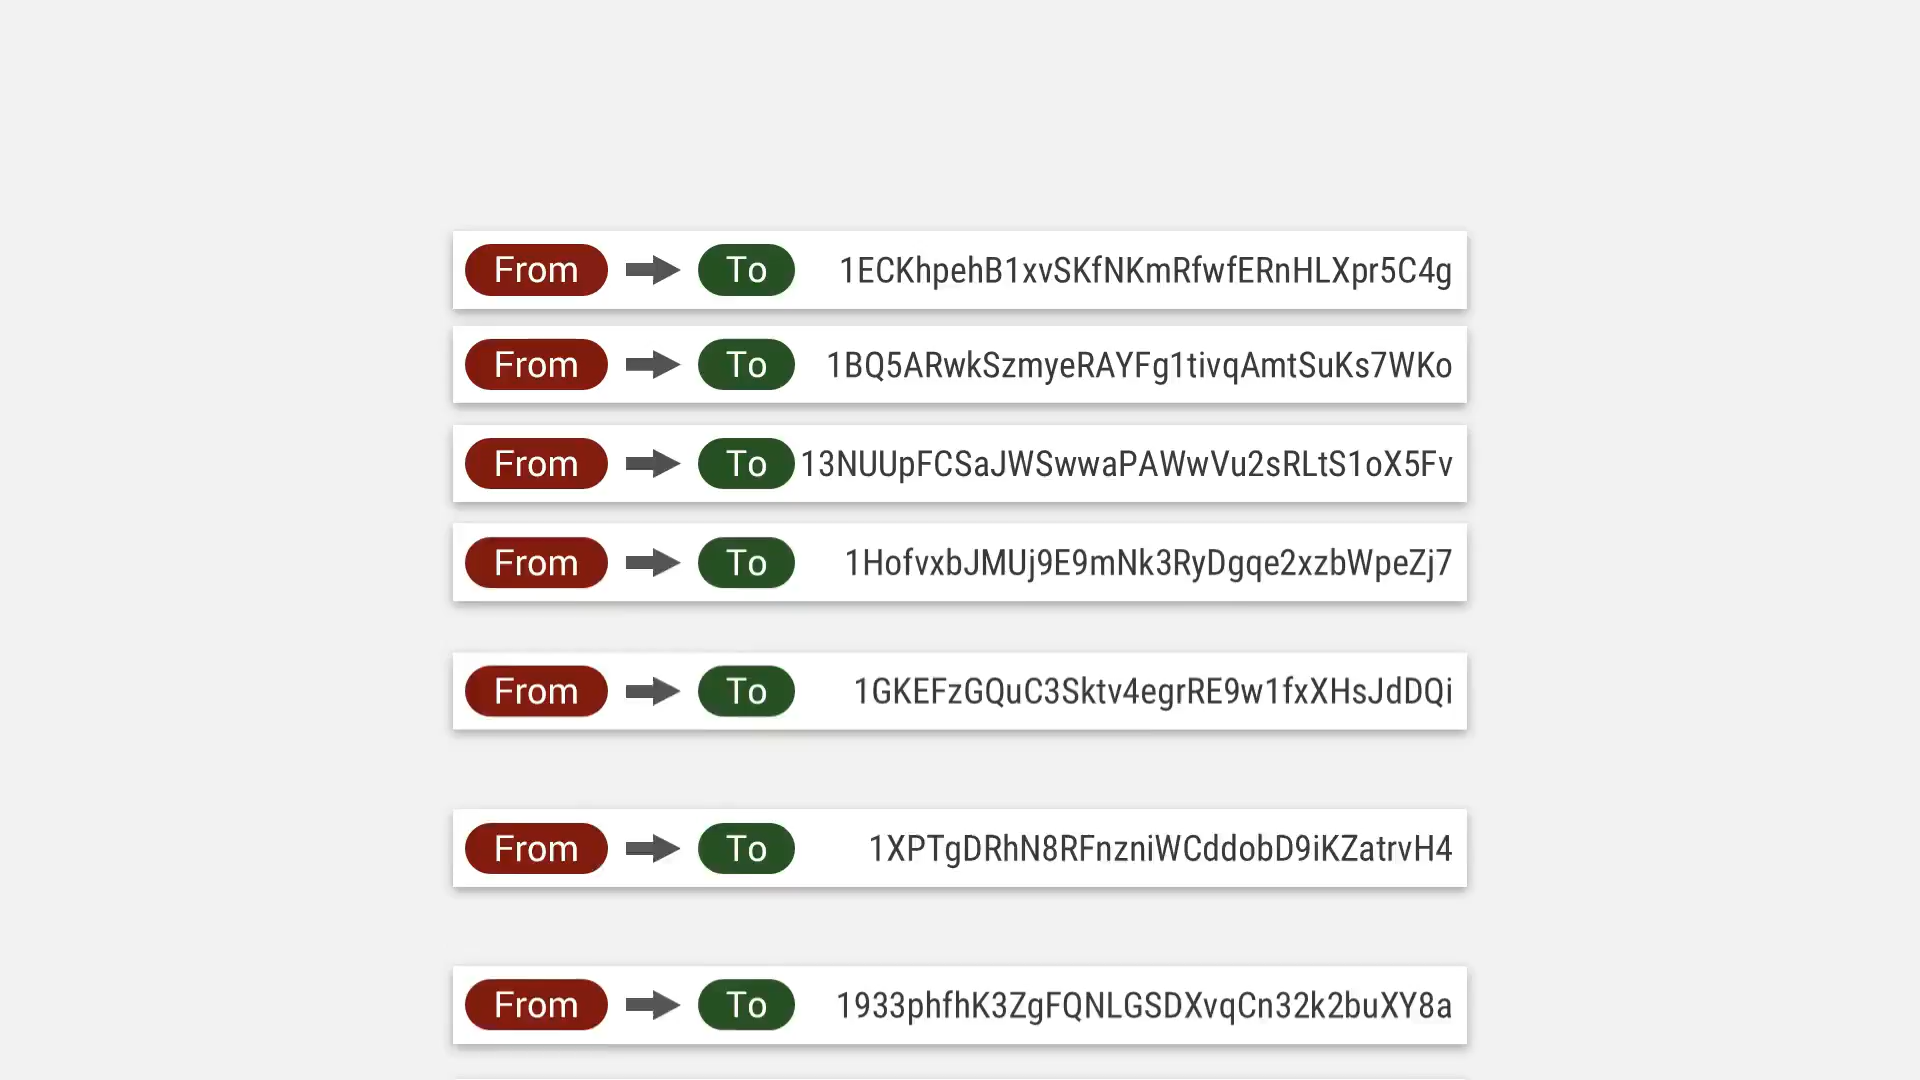 From To 1ECKhpehB1xvSKfNKmRfwfERnHLXpr5C4g
From To 1BQ5ARwkSzmyeRAYFg1tivqAmtSuKs7WKo
From To 13NUUpFCSaJWSwwaPAWwVu2sRLtS1oX5Fv
From To 1HofvxbJMUj9E9mNk3RyDgqe2xzbWpeZj7
From To 1GKEFzGQuC3Sktv4egrRE9w1fxXHsJdDQi
From To 1XPTgDRhN8RFnzniWCddobD9iKZatrvH4
From To 1933phfhK3ZgFQNLGSDXvqCn32k2buXY8a